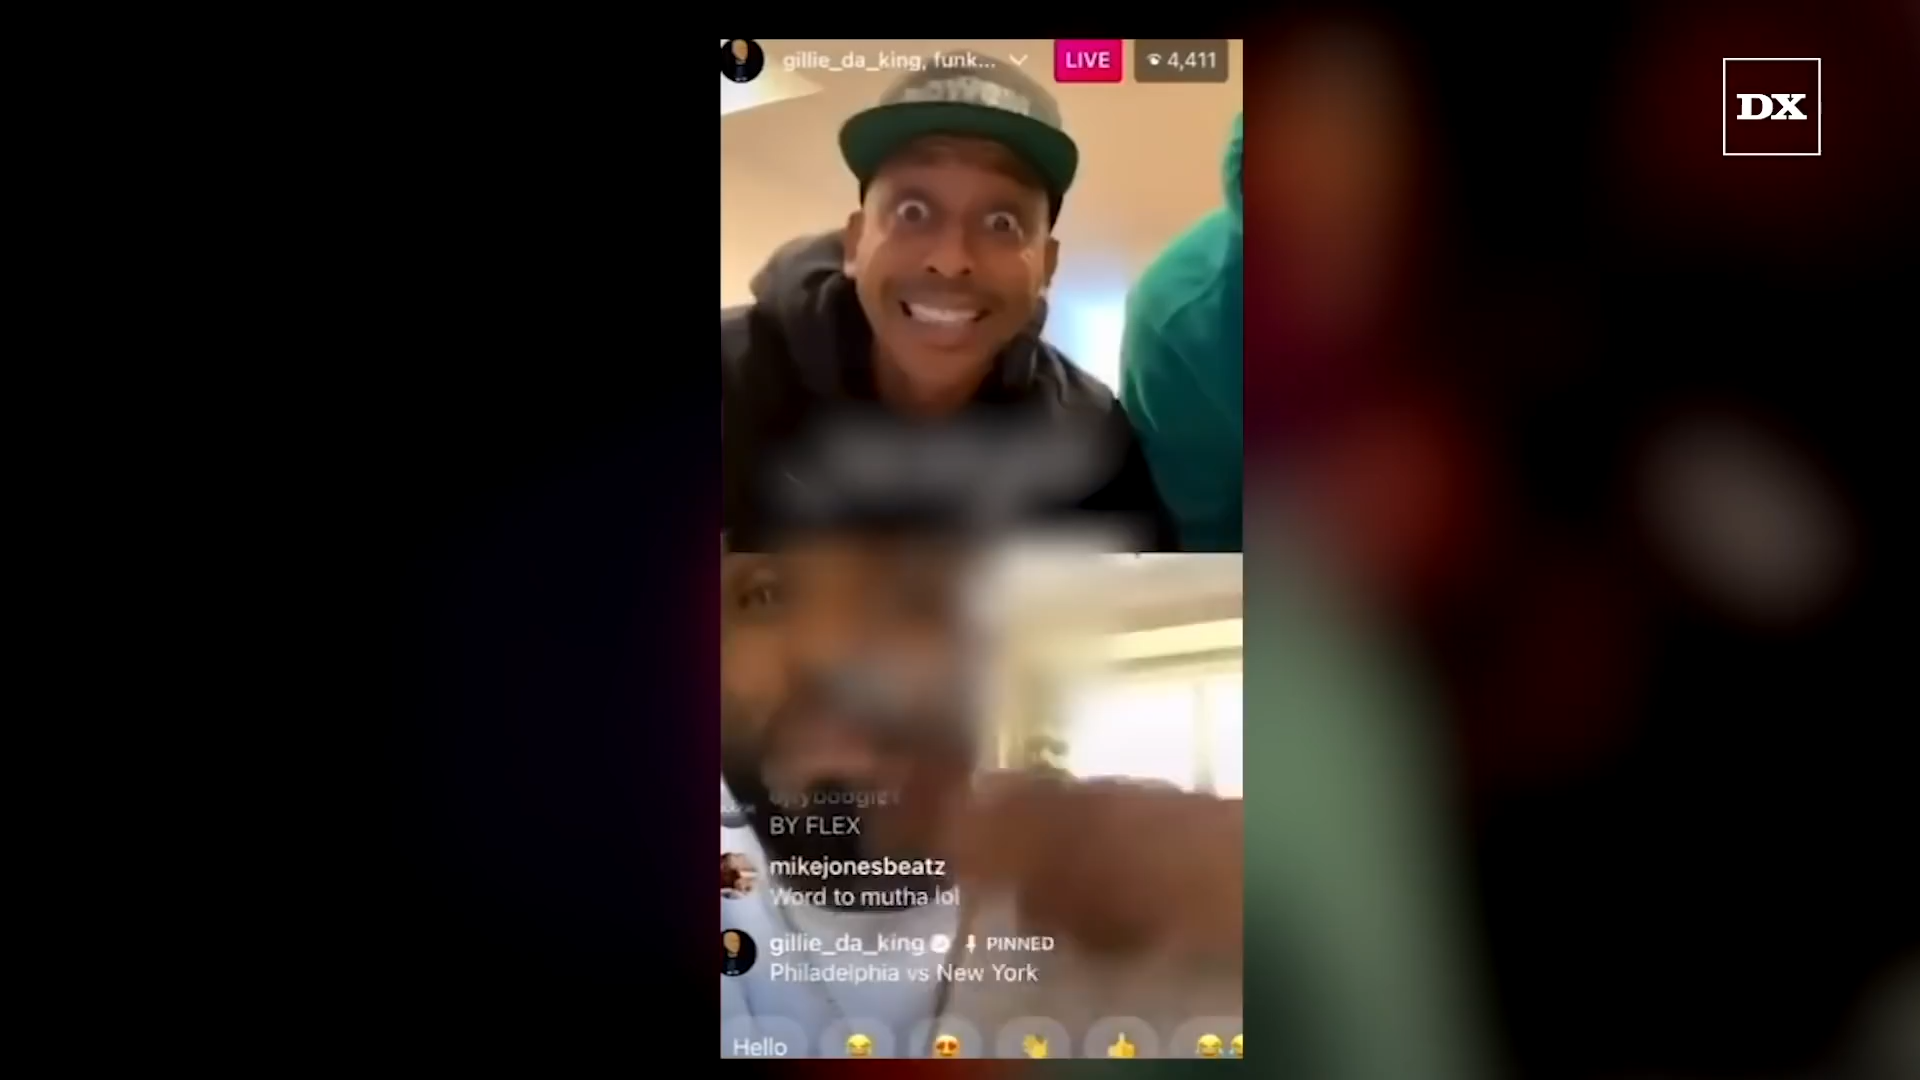 gillie_da_king, funk...
LIVE
4,411
DX
BY FLEX
mikejonesbeatz
Word to mutha lol
gillie_da_king PINNED
Philadelphia vs New York
Hello